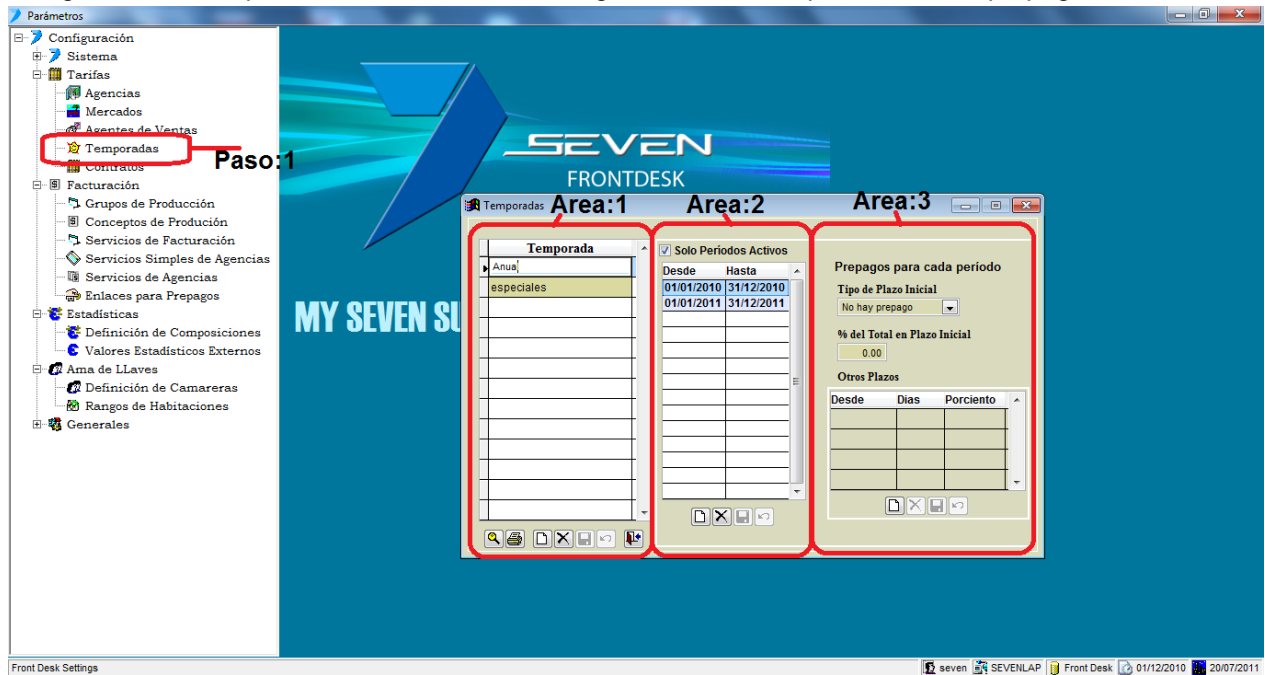 Parámetros
Configuración
Sistema
Tarifas
Agencias
Mercados
Agentes de Ventas
Temporadas
Paso:1
Contratos
Facturación
Grupos de Producción
Conceptos de Produción
Servicios de Facturación
Servicios Simples de Agencias
Servicios de Agencias
Enlaces para Prepagos
Estadísticas
Definición de Composiciones
Valores Estadísticos Externos
Ama de LLaves
Definición de Camareras
Rangos de Habitaciones
Generales
SEVEN
FRONTDESK
MY SEVEN SU
Temporadas Area:1 Area:2 Area:3
Temporada
Anua
especiales
Solo Periodos Activos
Desde Hasta
01/01/2010 31/12/2010
01/01/2011 31/12/2011
Prepagos para cada período
Tipo de Plazo Inicial
No hay prepago
% del Total en Plazo Inicial
0.00
Otros Plazos
Desde Dias Porciento
Front Desk Settings
seven SEVENLAP Front Desk 01/12/2010 20/07/2011